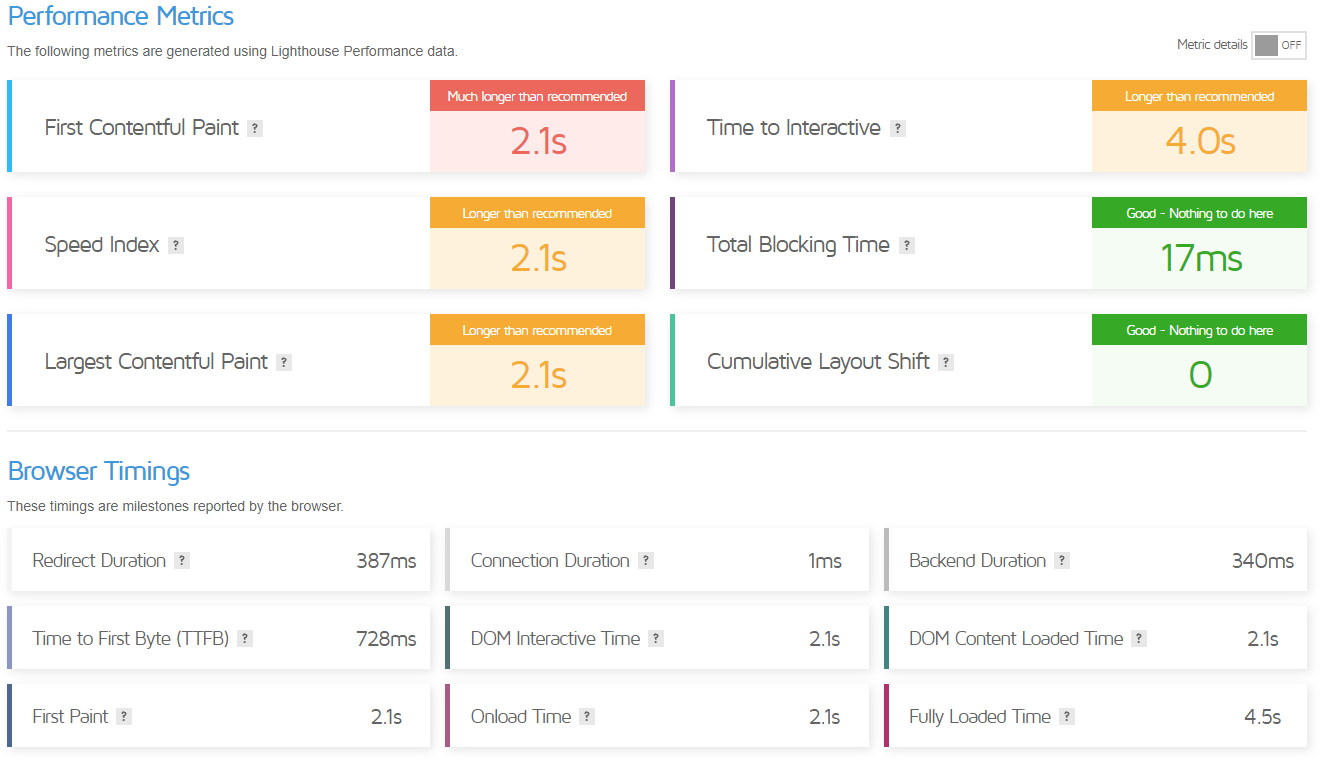 Performance Metrics
The following metrics are generated using Lighthouse Performance data.
Metric details OFF
First Contentful Paint ?
Much longer than recommended
2.1s
Time to Interactive ?
Longer than recommended
4.0s
Speed Index ?
Longer than recommended
2.1s
Total Blocking Time ?
Good - Nothing to do here
17ms
Largest Contentful Paint ?
Longer than recommended
2.1s
Cumulative Layout Shift ?
Good - Nothing to do here
0
Browser Timings
These timings are milestones reported by the browser.
Redirect Duration ? 387ms
Connection Duration ? 1ms
Backend Duration ? 340ms
Time to First Byte (TTFB) ? 728ms
DOM Interactive Time ? 2.1s
DOM Content Loaded Time ? 2.1s
First Paint ? 2.1s
Onload Time ? 2.1s
Fully Loaded Time ? 4.5s